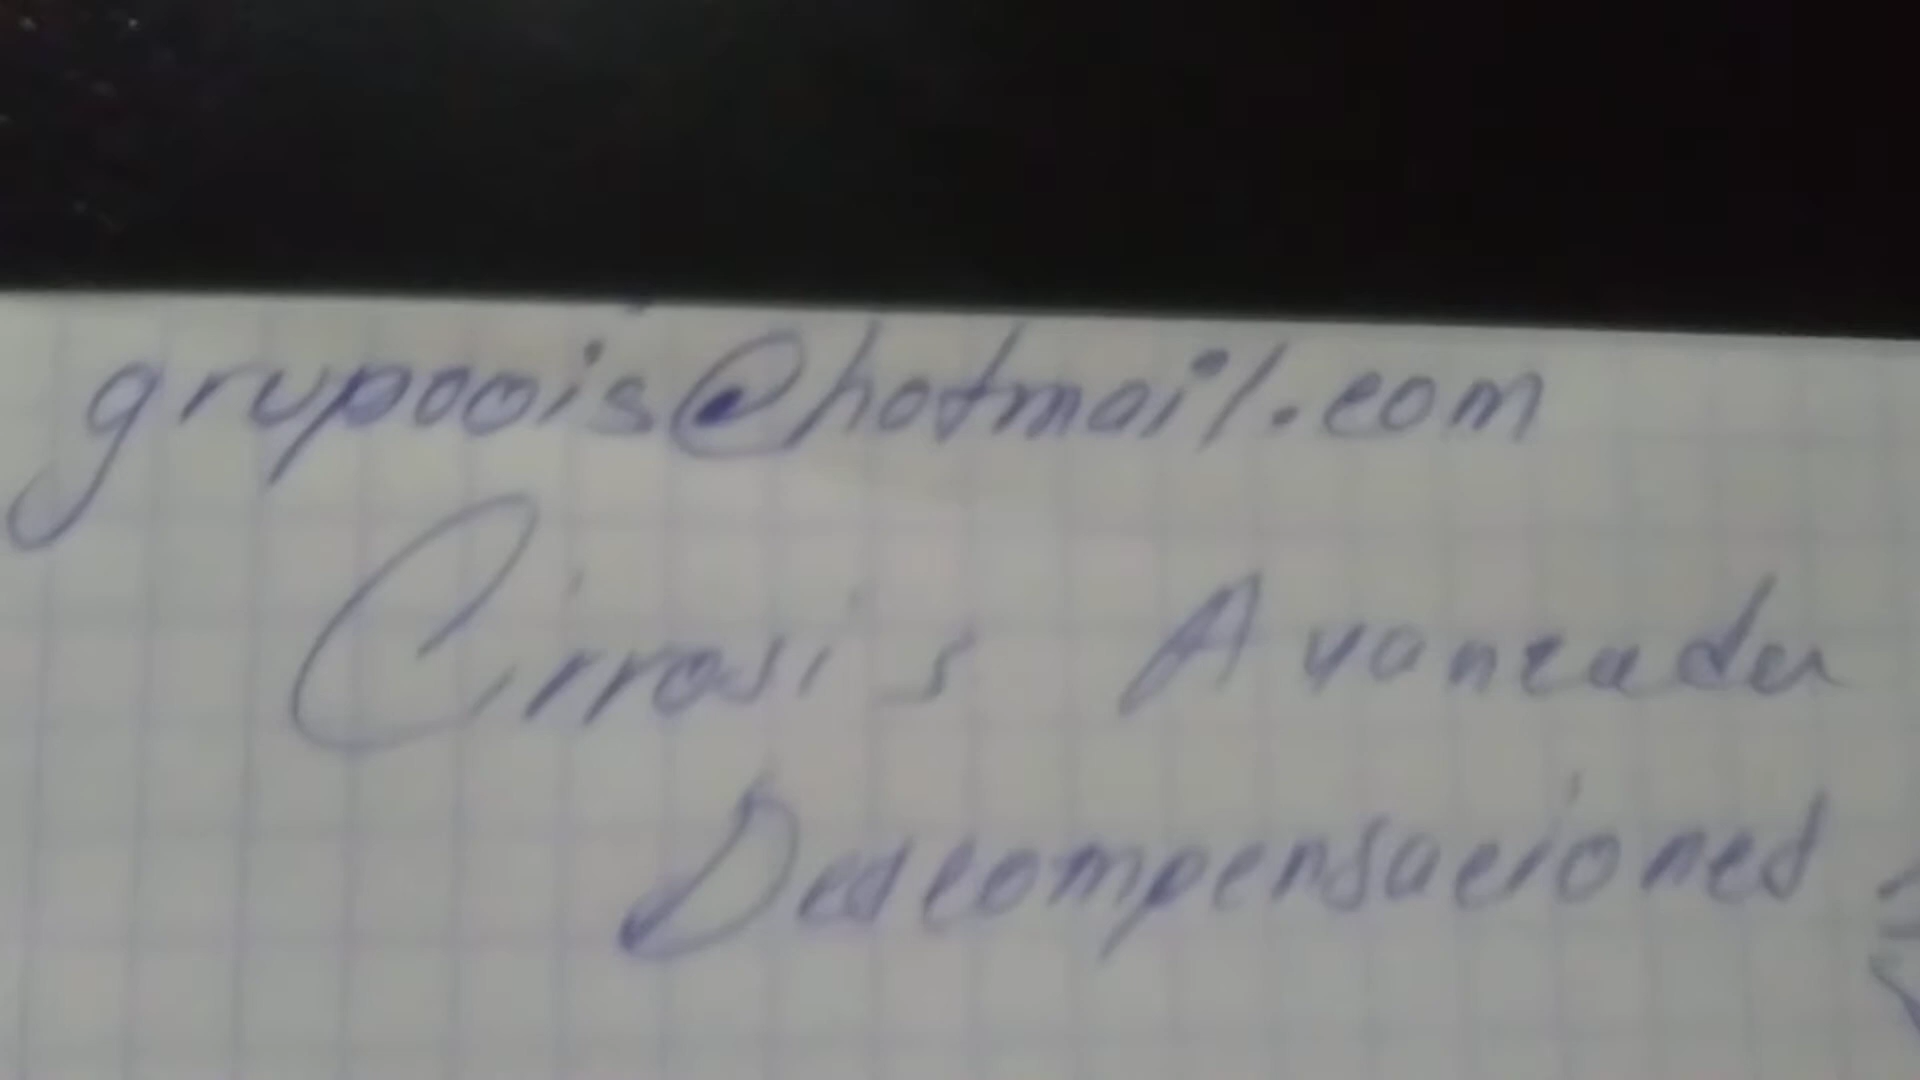 grupoois@hotmail.com
Cirrosis Avanzada
Descompensaciones